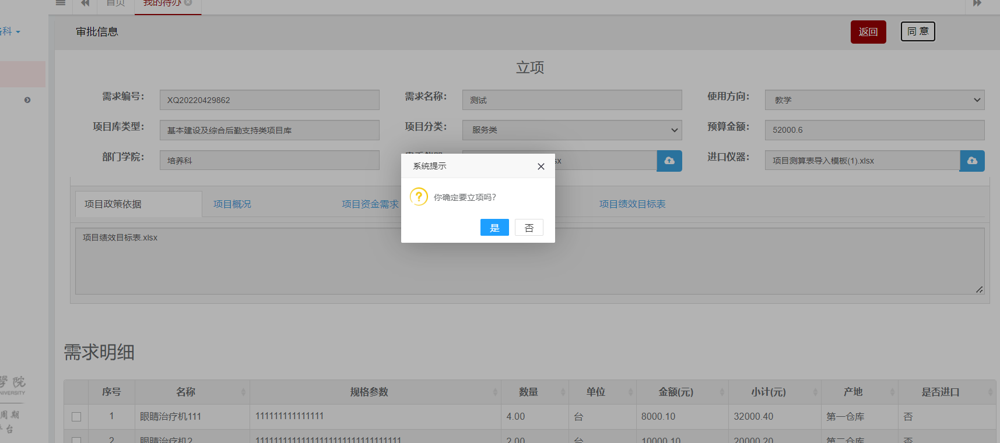 首页 我的待办
务科
审批信息 返回 同 意
立项
需求编号： XQ20220429862 需求名称： 测试 使用方向： 教学
项目库类型： 基本建设及综合后勤支持类项目库 项目分类： 服务类 预算金额： 52000.6
部门学院： 培养科 sx 进口仪器： 项目测算表导入模板(1).xlsx
系统提示
你确定要立项吗?
是 否
项目政策依据 项目概况 项目资金需求 项目绩效目标表
项目绩效目标表.xlsx
需求明细
序号 名称 规格参数 数量 单位 金额(元) 小计(元) 产地 是否进口
1 眼睛治疗机111 111111111111111 4.00 台 8000.10 32000.40 第一仓库 否
2 眼睛治疗机2 2.00 台 10000.10 20000.20 第二仓库 否
學 院
NIVERSITY
周 期
台